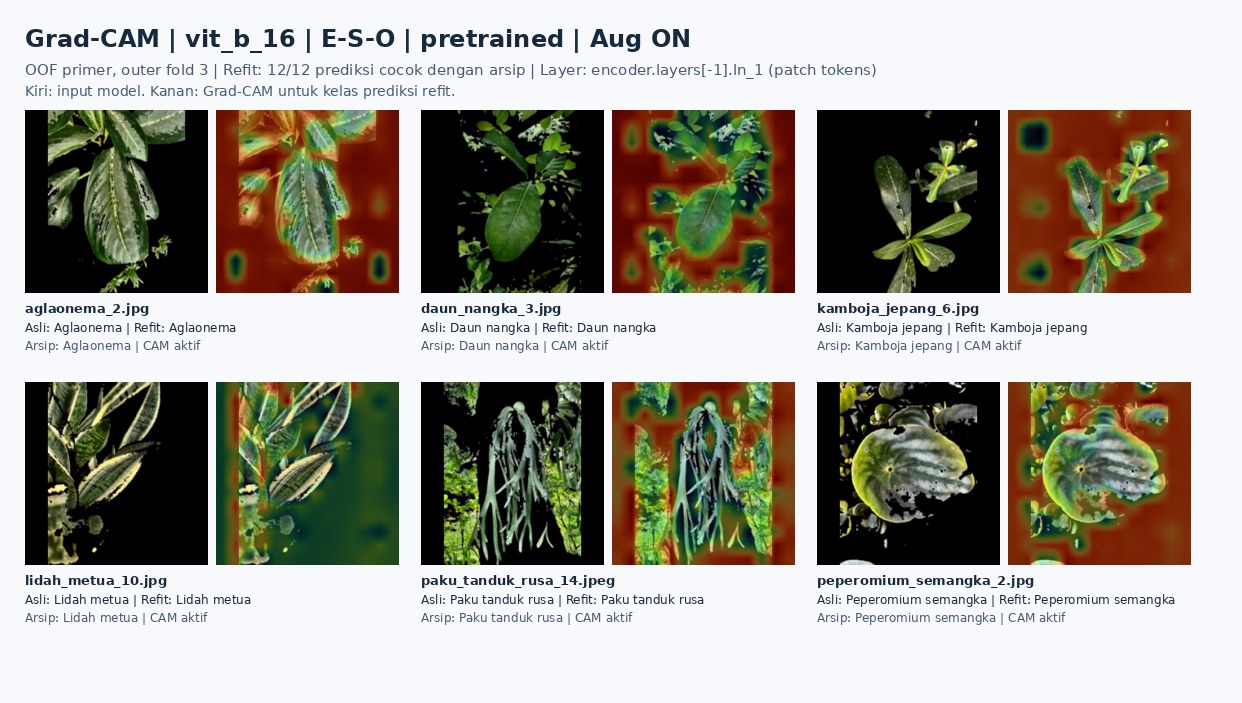 Grad-CAM | vit_b_16 | E-S-O | pretrained | Aug ON
OOF primer, outer fold 3 | Refit: 12/12 prediksi cocok dengan arsip | Layer: encoder.layers[-1].ln_1 (patch tokens)
Kiri: input model. Kanan: Grad-CAM untuk kelas prediksi refit.
aglaonema_2.jpg
Asli: Aglaonema | Refit: Aglaonema
Arsip: Aglaonema | CAM aktif
daun_nangka_3.jpg
Asli: Daun nangka | Refit: Daun nangka
Arsip: Daun nangka | CAM aktif
kamboja_jepang_6.jpg
Asli: Kamboja jepang | Refit: Kamboja jepang
Arsip: Kamboja jepang | CAM aktif
lidah_metua_10.jpg
Asli: Lidah metua | Refit: Lidah metua
Arsip: Lidah metua | CAM aktif
paku_tanduk_rusa_14.jpeg
Asli: Paku tanduk rusa | Refit: Paku tanduk rusa
Arsip: Paku tanduk rusa | CAM aktif
peperomium_semangka_2.jpg
Asli: Peperomium semangka | Refit: Peperomium semangka
Arsip: Peperomium semangka | CAM aktif